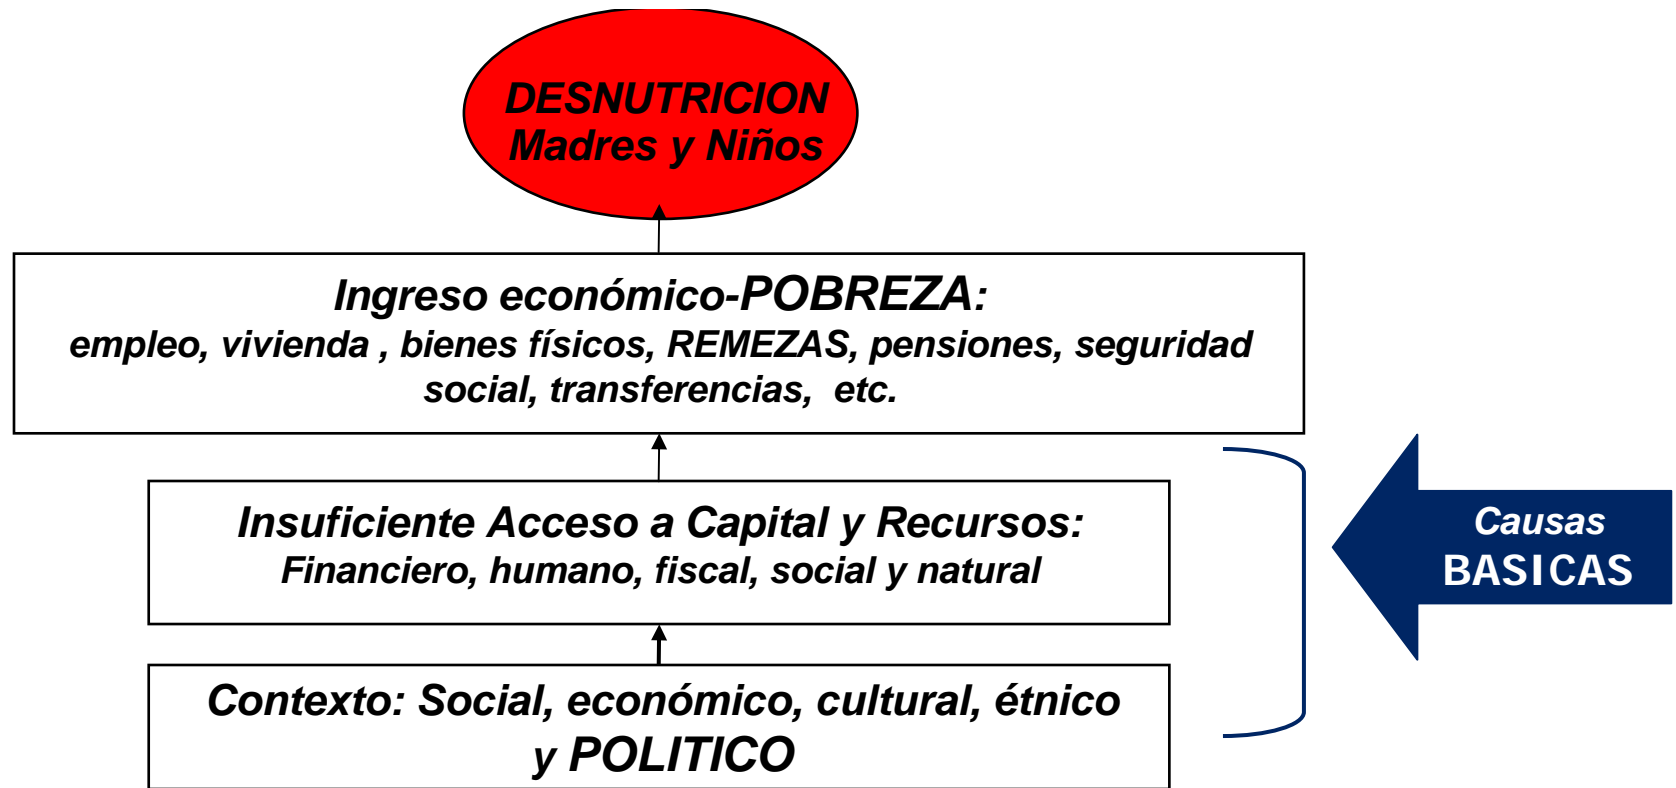 DESNUTRICION
Madres y Niños
Ingreso económico-POBREZA:
empleo, vivienda , bienes físicos, REMEZAS, pensiones, seguridad
social, transferencias, etc.
Insuficiente Acceso a Capital y Recursos:
Financiero, humano, fiscal, social y natural
Causas
BASICAS
Contexto: Social, económico, cultural, étnico
y POLITICO